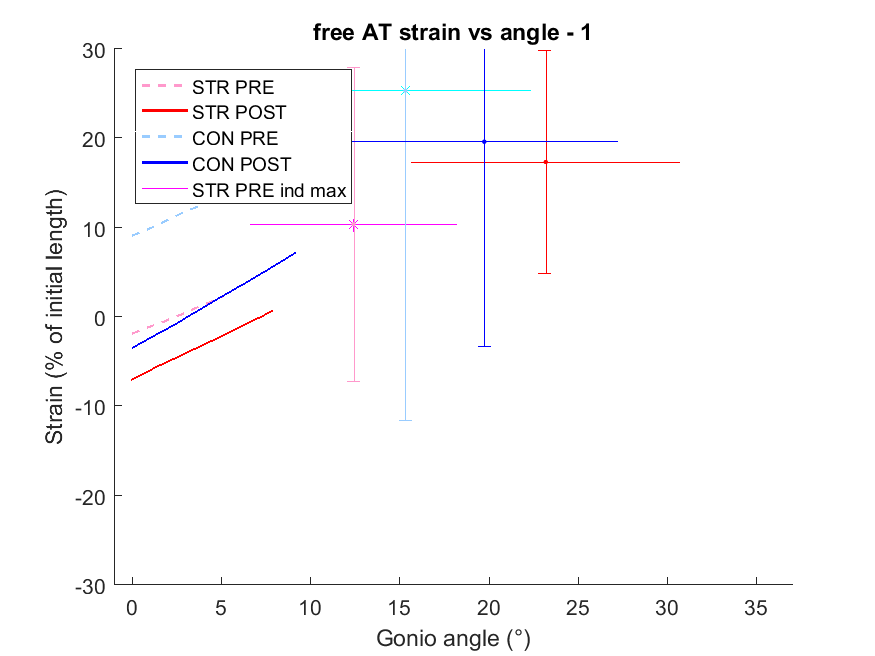 free AT strain vs angle - 1
STR PRE
STR POST
CON PRE
CON POST
STR PRE ind max
Strain (% of initial length)
30
20
10
0
-10
-20
-30
0 5 10 15 20 25 30 35
Gonio angle (°)